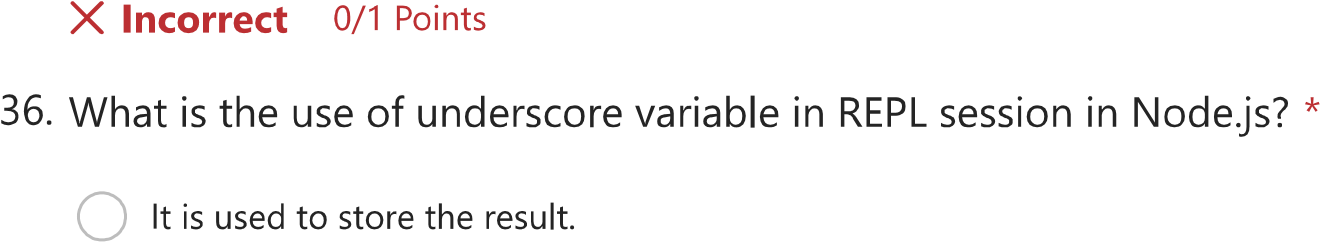 Incorrect 0/1 Points
36. What is the use of underscore variable in REPL session in Node.js? *
It is used to store the result.